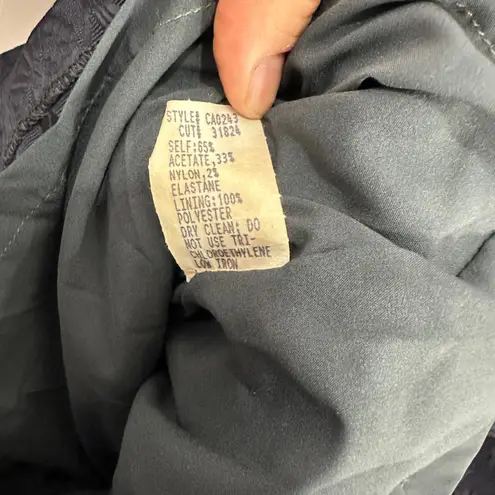 STYLE# CA0243
CUT# 31824
SELF:65%
ACETATE,33%
NYLON,2%
ELASTANE
LINING:100%
POLYESTER
DRY CLEAN; DO
NOT USE TRI-
CHLOROETHYLENE
LOW IRON